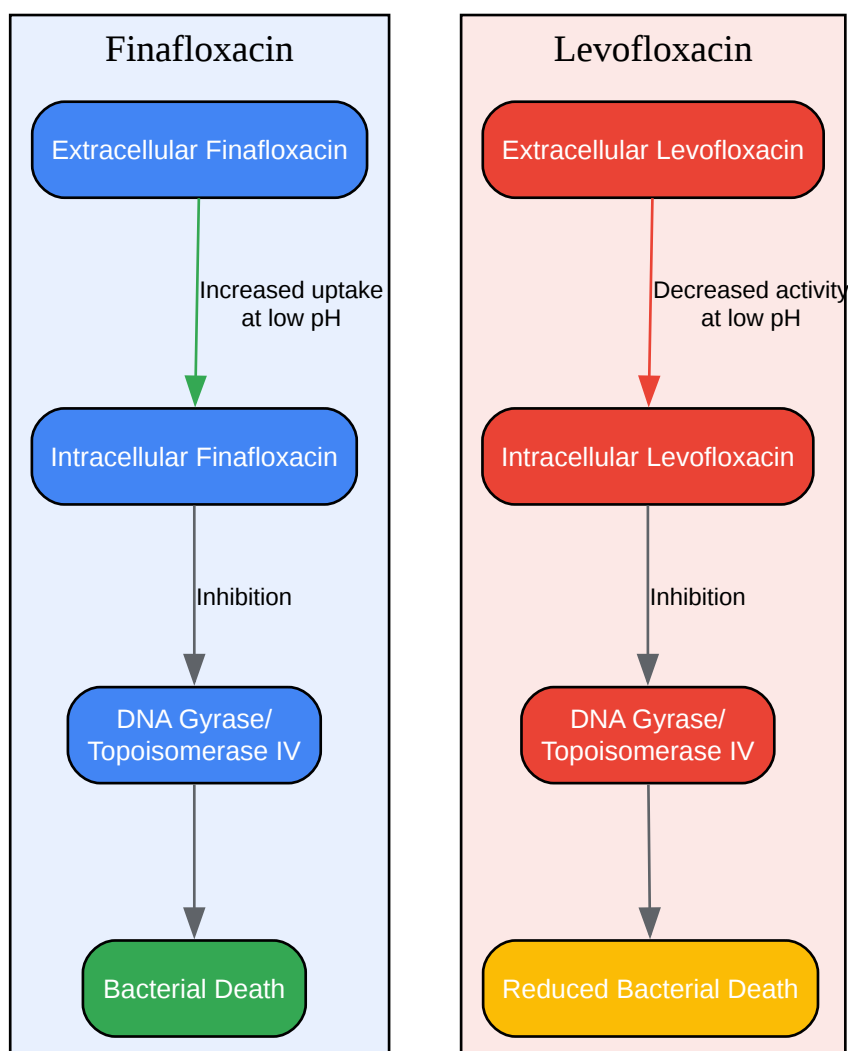 Finafloxacin
Extracellular Finafloxacin
Increased uptake
at low pH
Intracellular Finafloxacin
Inhibition
DNA Gyrase/
Topoisomerase IV
Bacterial Death
Levofloxacin
Extracellular Levofloxacin
Decreased activity
at low pH
Intracellular Levofloxacin
Inhibition
DNA Gyrase/
Topoisomerase IV
Reduced Bacterial Death